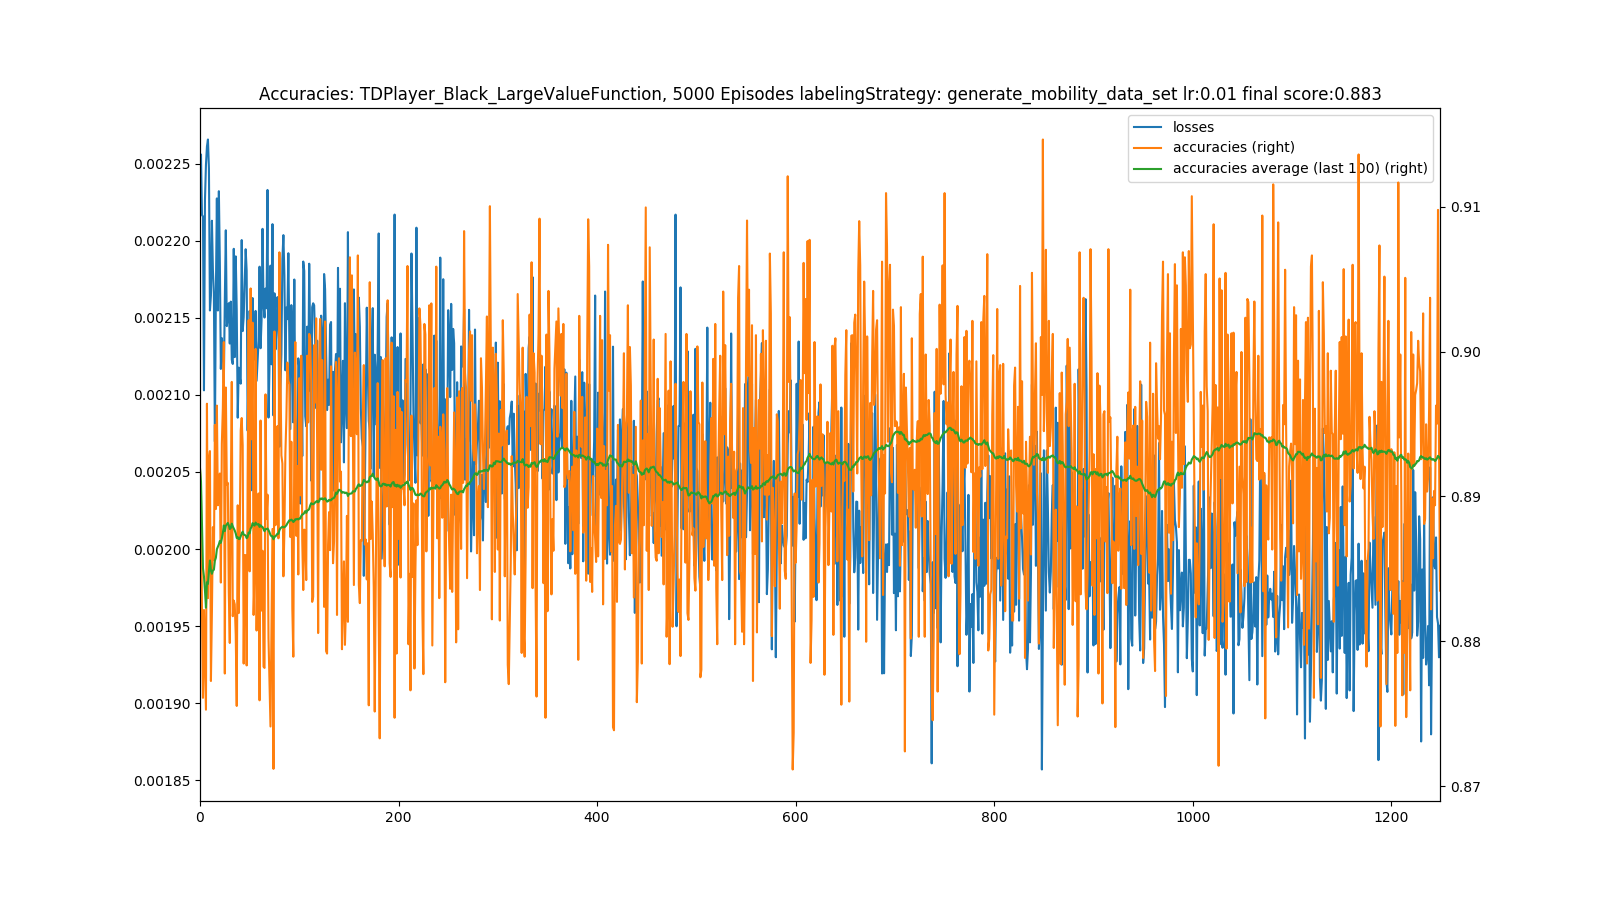 Accuracies: TDPlayer_Black_LargeValueFunction, 5000 Episodes labelingStrategy: generate_mobility_data_set lr:0.01 final score:0.883
losses
accuracies (right)
accuracies average (last 100) (right)
0.00225
0.00220
0.00215
0.00210
0.00205
0.00200
0.00195
0.00190
0.00185
0.91
0.90
0.89
0.88
0.87
0 200 400 600 800 1000 1200